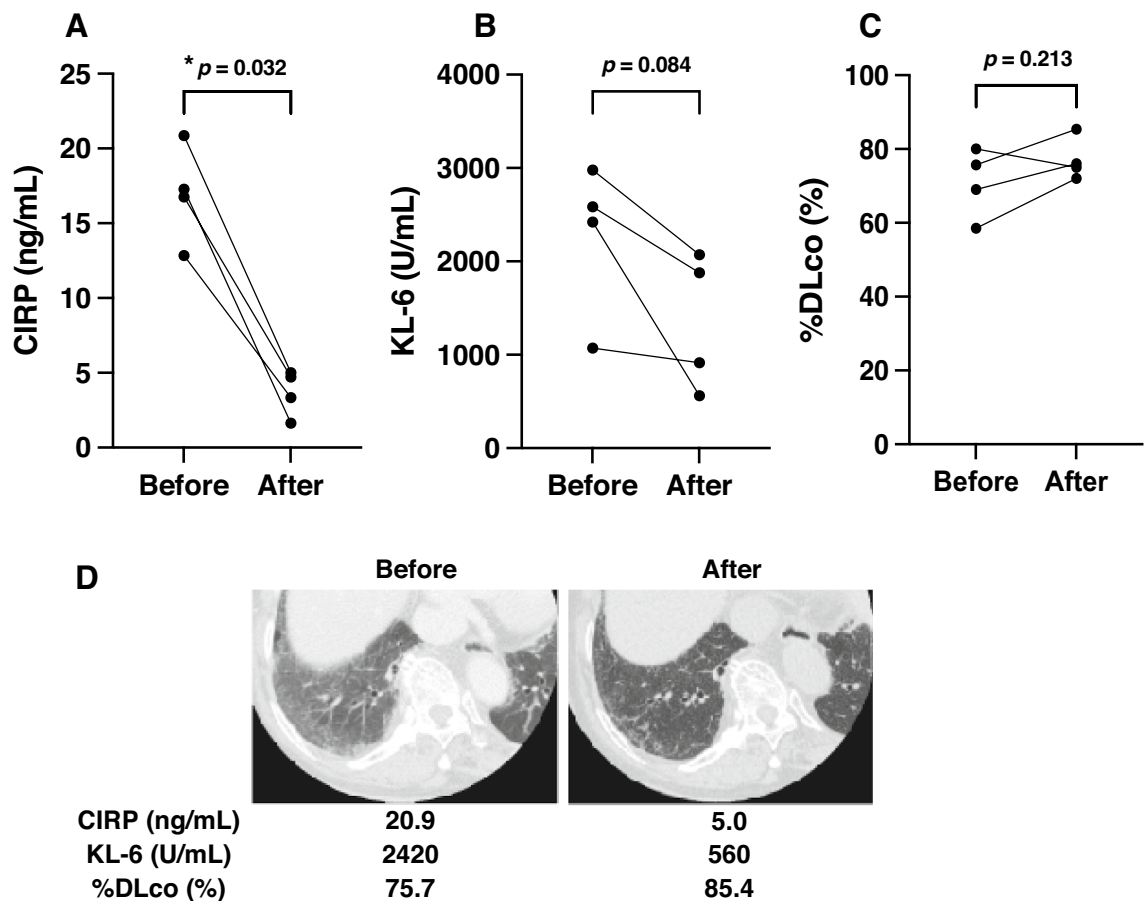 A
B
C
* p = 0.032
p = 0.084
p = 0.213
CIRP (ng/mL)
25
20
15
10
5
0
Before After
KL-6 (U/mL)
4000
3000
2000
1000
0
Before After
%DLco (%)
100
80
60
40
20
0
Before After
D
Before After
CIRP (ng/mL) 20.9 5.0
KL-6 (U/mL) 2420 560
%DLco (%) 75.7 85.4